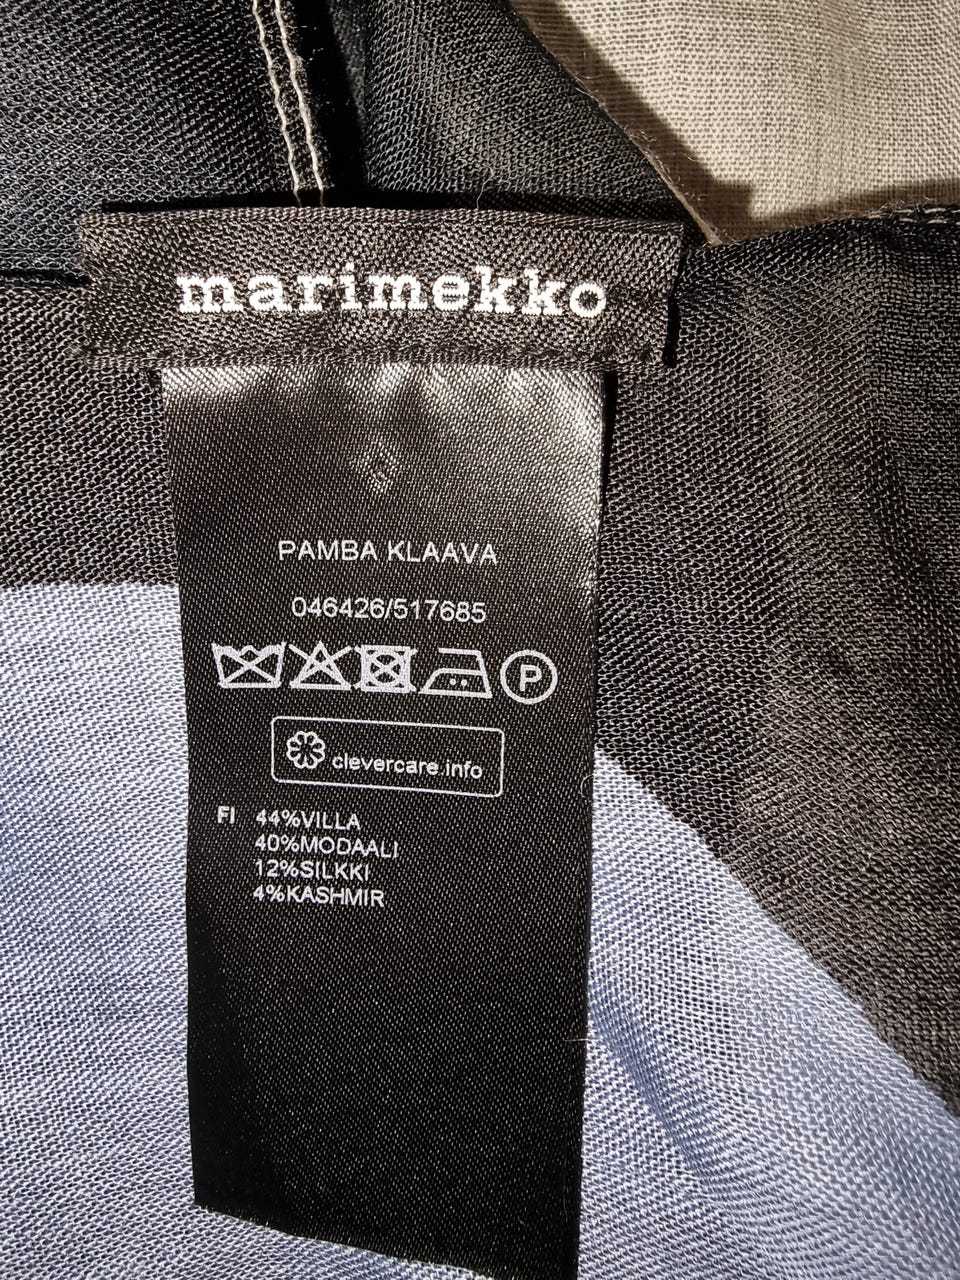 marimekko
PAMBA KLAAVA
046426/517685
P
clevercare.info
FI 44%VILLA
40%MODAALI
12%SILKKI
4%KASHMIR